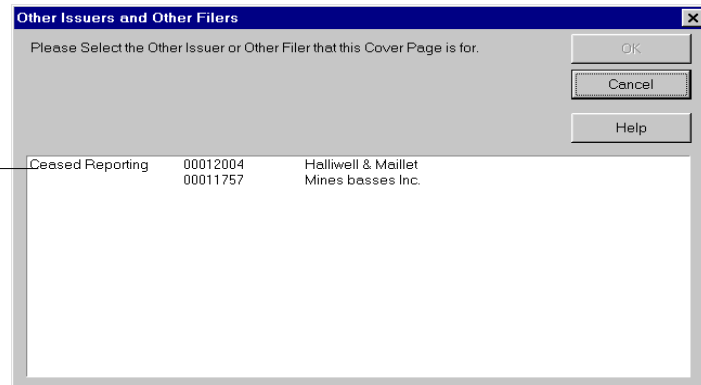 Other Issuers and Other Filers
Please Select the Other Issuer or Other Filer that this Cover Page is for.
OK
Cancel
Help
Ceased Reporting 00012004 Halliwell & Maillet
00011757 Mines basses Inc.